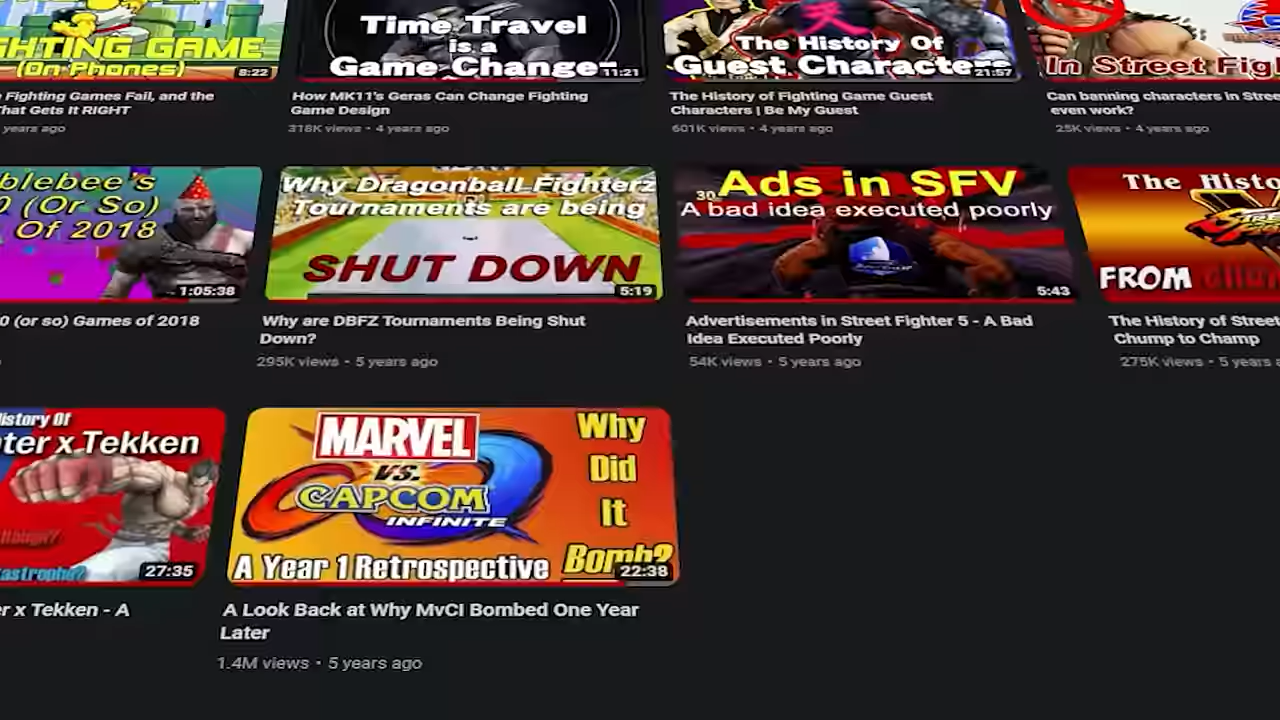 GHTING GAME
(On Phones)
8:22
Fighting Games Fail, and the
That Gets It RIGHT
years ago
Time Travel
is a
Game Change
11:21
How MK11's Geras Can Change Fighting
Game Design
318K views • 4 years ago
The History Of
Guest Characters
21:57
The History of Fighting Game Guest
Characters | Be My Guest
601K views • 4 years ago
In Street Figh
Can banning characters in Stree
even work?
25K views • 4 years ago
blebee's
0 (Or So)
Of 2018
1:05:38
0 (or so) Games of 2018
Why Dragonball Fighterz
Tournaments are being
SHUT DOWN
5:19
Why are DBFZ Tournaments Being Shut
Down?
295K views • 5 years ago
30
Ads in SFV
A bad idea executed poorly
5:43
Advertisements in Street Fighter 5 - A Bad
Idea Executed Poorly
54K views • 5 years ago
The Histo
FROM
The History of Street
Chump to Champ
275K views • 5 years a
istory Of
ter x Tekken
27:35
er x Tekken - A
MARVEL
VS.
CAPCOM
INFINITE
Why
Did
It
Bomb?
A Year 1 Retrospective
22:38
A Look Back at Why MvCI Bombed One Year
Later
1.4M views • 5 years ago